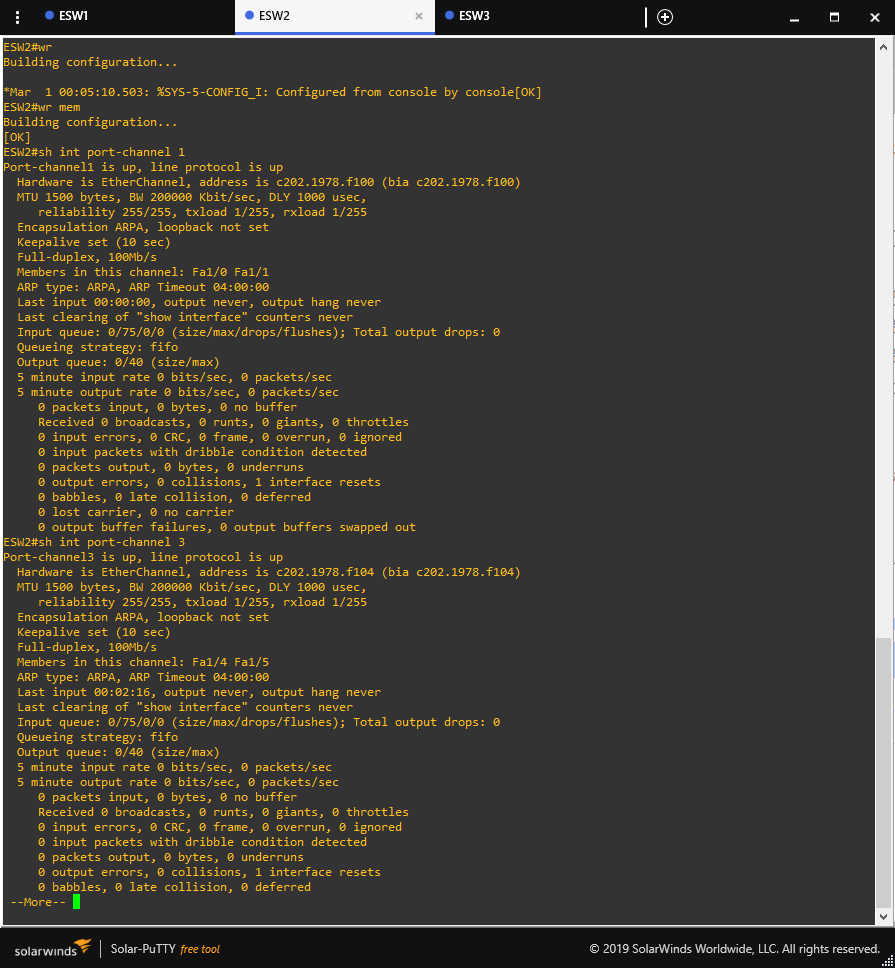 ESW1
ESW2
ESW3
ESW2#wr
Building configuration...
*Mar  1 00:05:10.503: %SYS-5-CONFIG_I: Configured from console by console[OK]
ESW2#wr mem
Building configuration...
[OK]
ESW2#sh int port-channel 1
Port-channel1 is up, line protocol is up
  Hardware is EtherChannel, address is c202.1978.f100 (bia c202.1978.f100)
  MTU 1500 bytes, BW 200000 Kbit/sec, DLY 1000 usec,
     reliability 255/255, txload 1/255, rxload 1/255
  Encapsulation ARPA, loopback not set
  Keepalive set (10 sec)
  Full-duplex, 100Mb/s
  Members in this channel: Fa1/0 Fa1/1
  ARP type: ARPA, ARP Timeout 04:00:00
  Last input 00:00:00, output never, output hang never
  Last clearing of "show interface" counters never
  Input queue: 0/75/0/0 (size/max/drops/flushes); Total output drops: 0
  Queueing strategy: fifo
  Output queue: 0/40 (size/max)
  5 minute input rate 0 bits/sec, 0 packets/sec
  5 minute output rate 0 bits/sec, 0 packets/sec
     0 packets input, 0 bytes, 0 no buffer
     Received 0 broadcasts, 0 runts, 0 giants, 0 throttles
     0 input errors, 0 CRC, 0 frame, 0 overrun, 0 ignored
     0 input packets with dribble condition detected
     0 packets output, 0 bytes, 0 underruns
     0 output errors, 0 collisions, 1 interface resets
     0 babbles, 0 late collision, 0 deferred
     0 lost carrier, 0 no carrier
     0 output buffer failures, 0 output buffers swapped out
ESW2#sh int port-channel 3
Port-channel3 is up, line protocol is up
  Hardware is EtherChannel, address is c202.1978.f104 (bia c202.1978.f104)
  MTU 1500 bytes, BW 200000 Kbit/sec, DLY 1000 usec,
     reliability 255/255, txload 1/255, rxload 1/255
  Encapsulation ARPA, loopback not set
  Keepalive set (10 sec)
  Full-duplex, 100Mb/s
  Members in this channel: Fa1/4 Fa1/5
  ARP type: ARPA, ARP Timeout 04:00:00
  Last input 00:02:16, output never, output hang never
  Last clearing of "show interface" counters never
  Input queue: 0/75/0/0 (size/max/drops/flushes); Total output drops: 0
  Queueing strategy: fifo
  Output queue: 0/40 (size/max)
  5 minute input rate 0 bits/sec, 0 packets/sec
  5 minute output rate 0 bits/sec, 0 packets/sec
     0 packets input, 0 bytes, 0 no buffer
     Received 0 broadcasts, 0 runts, 0 giants, 0 throttles
     0 input errors, 0 CRC, 0 frame, 0 overrun, 0 ignored
     0 input packets with dribble condition detected
     0 packets output, 0 bytes, 0 underruns
     0 output errors, 0 collisions, 1 interface resets
     0 babbles, 0 late collision, 0 deferred
 --More--
solarwinds Solar-PuTTY free tool © 2019 SolarWinds Worldwide, LLC. All rights reserved.